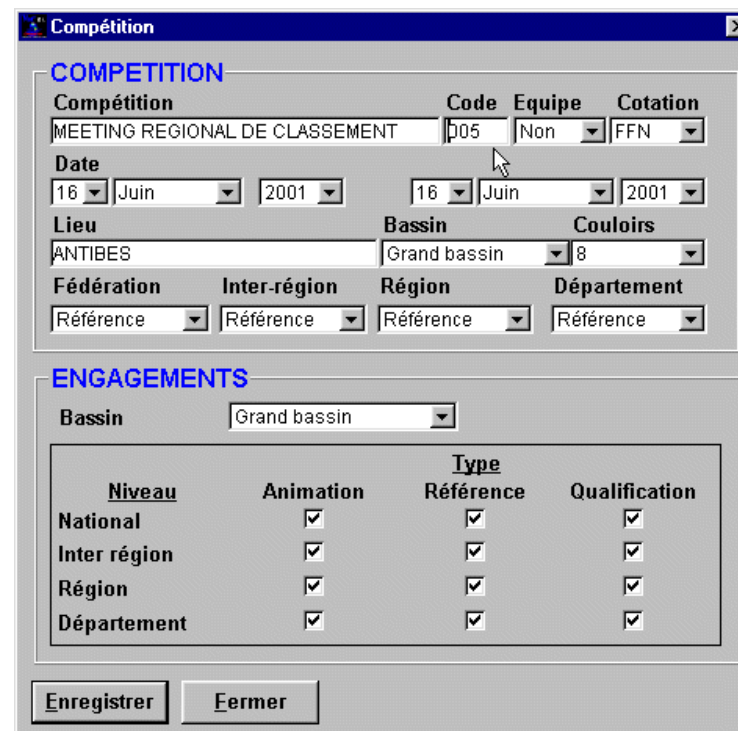 Compétition
COMPETITION
Compétition Code Equipe Cotation
MEETING REGIONAL DE CLASSEMENT 005 Non FFN
Date
16 Juin 2001 16 Juin 2001
Lieu Bassin Couloirs
ANTIBES Grand bassin 8
Fédération Inter-région Région Département
Référence Référence Référence Référence
ENGAGEMENTS
Bassin Grand bassin
Type
Niveau Animation Référence Qualification
National
Inter région
Région
Département
Enregistrer Fermer